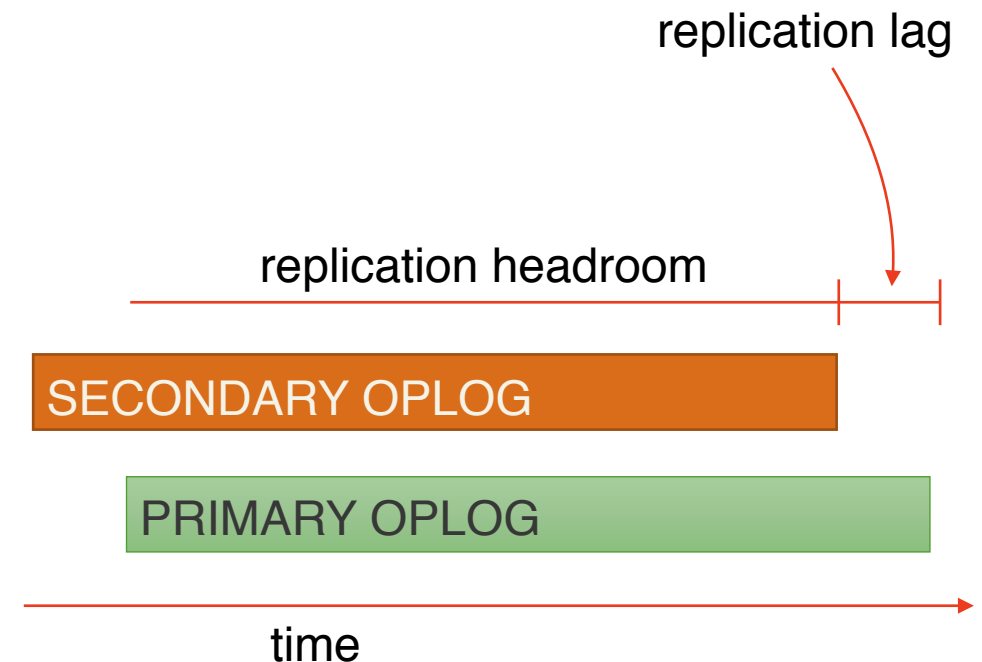 replication lag
replication headroom
SECONDARY OPLOG
PRIMARY OPLOG
time